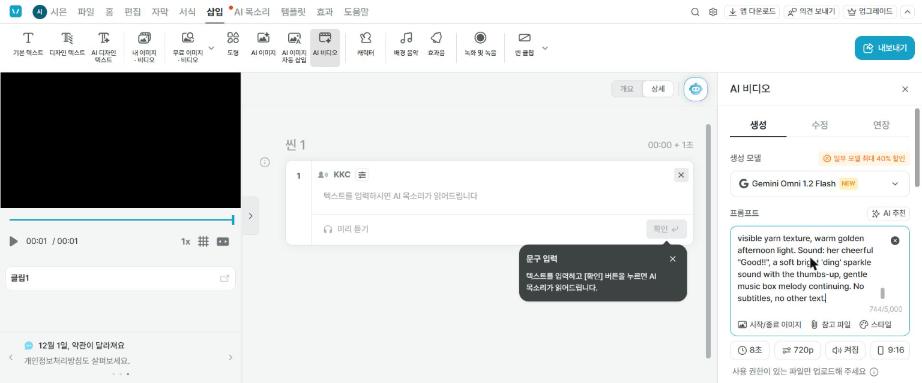 AI 시은 파일 홈 편집 자막 서식 삽입 AI 목소리 템플릿 효과 도움말 앱 다운로드 의견 보내기 업그레이드
기본 텍스트 디자인 텍스트 AI 디자인 텍스트 내 이미지·비디오 무료 이미지·비디오 도형 AI 이미지 AI 이미지 자동 삽입 AI 비디오 캐릭터 배경 음악 효과음 녹화 및 녹음 빈 클립 내보내기
개요 상세
씬 1 00:00 + 1초
1 KKC
텍스트를 입력하시면 AI 목소리가 읽어드립니다
미리 듣기 확인
문구 입력
텍스트를 입력하고 [확인] 버튼을 누르면 AI
목소리가 읽어드립니다.
00:01 / 00:01 1x
클립1
12월 1일, 약관이 달라져요
개인정보처리방침도 살펴보세요.
AI 비디오
생성 수정 연장
생성 모델 일부 모델 최대 40% 할인
Gemini Omni 1.2 Flash NEW
프롬프트 AI 추천
visible yarn texture, warm golden
afternoon light. Sound: her cheerful
"Good!!", a soft bright 'ding' sparkle
sound with the thumbs-up, gentle
music box melody continuing. No
subtitles, no other text.
744/5,000
시작/종료 이미지 참고 파일 스타일
8초 720p 켜짐 9:16
사용 권한이 있는 파일만 업로드해 주세요